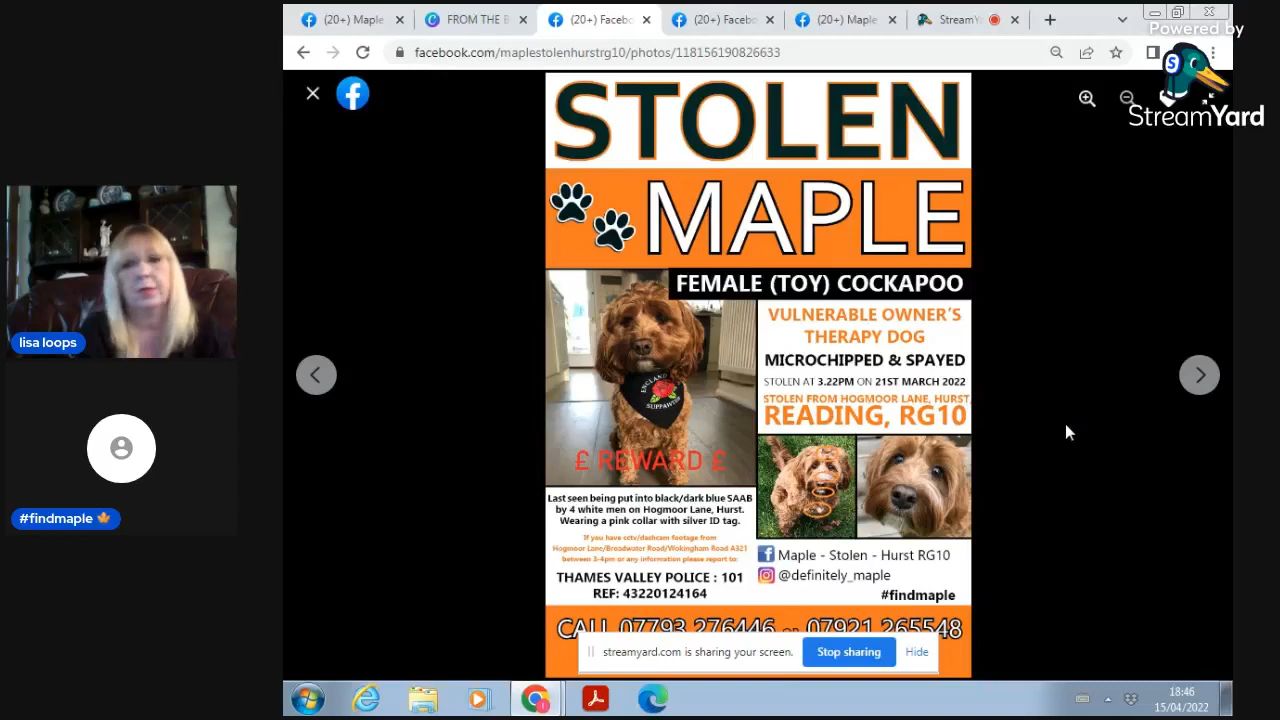 (20+) Maple
FROM THE B
(20+) Facebo
(20+) Facebo
(20+) Maple
StreamY
facebook.com/maplestolenhurstrg10/photos/118156190826633
Powered by
StreamYard
STOLEN
MAPLE
FEMALE (TOY) COCKAPOO
VULNERABLE OWNER'S
THERAPY DOG
MICROCHIPPED & SPAYED
STOLEN AT 3.22PM ON 21ST MARCH 2022
STOLEN FROM HOGMOOR LANE, HURST,
READING, RG10
ENGLAND
SUPPORTER
£ REWARD £
Last seen being put into black/dark blue SAAB
by 4 white men on Hogmoor Lane, Hurst.
Wearing a pink collar with silver ID tag.
If you have cctv/dashcam footage from
Hogmoor Lane/Broadwater Road/Wokingham Road A321
between 3-4pm or any information please report to:
THAMES VALLEY POLICE : 101
REF: 43220124164
Maple - Stolen - Hurst RG10
@definitely_maple
#findmaple
CALL 07793 276446 OR 07921 265548
streamyard.com is sharing your screen.
Stop sharing
Hide
lisa loops
#findmaple 🍁
18:46
15/04/2022